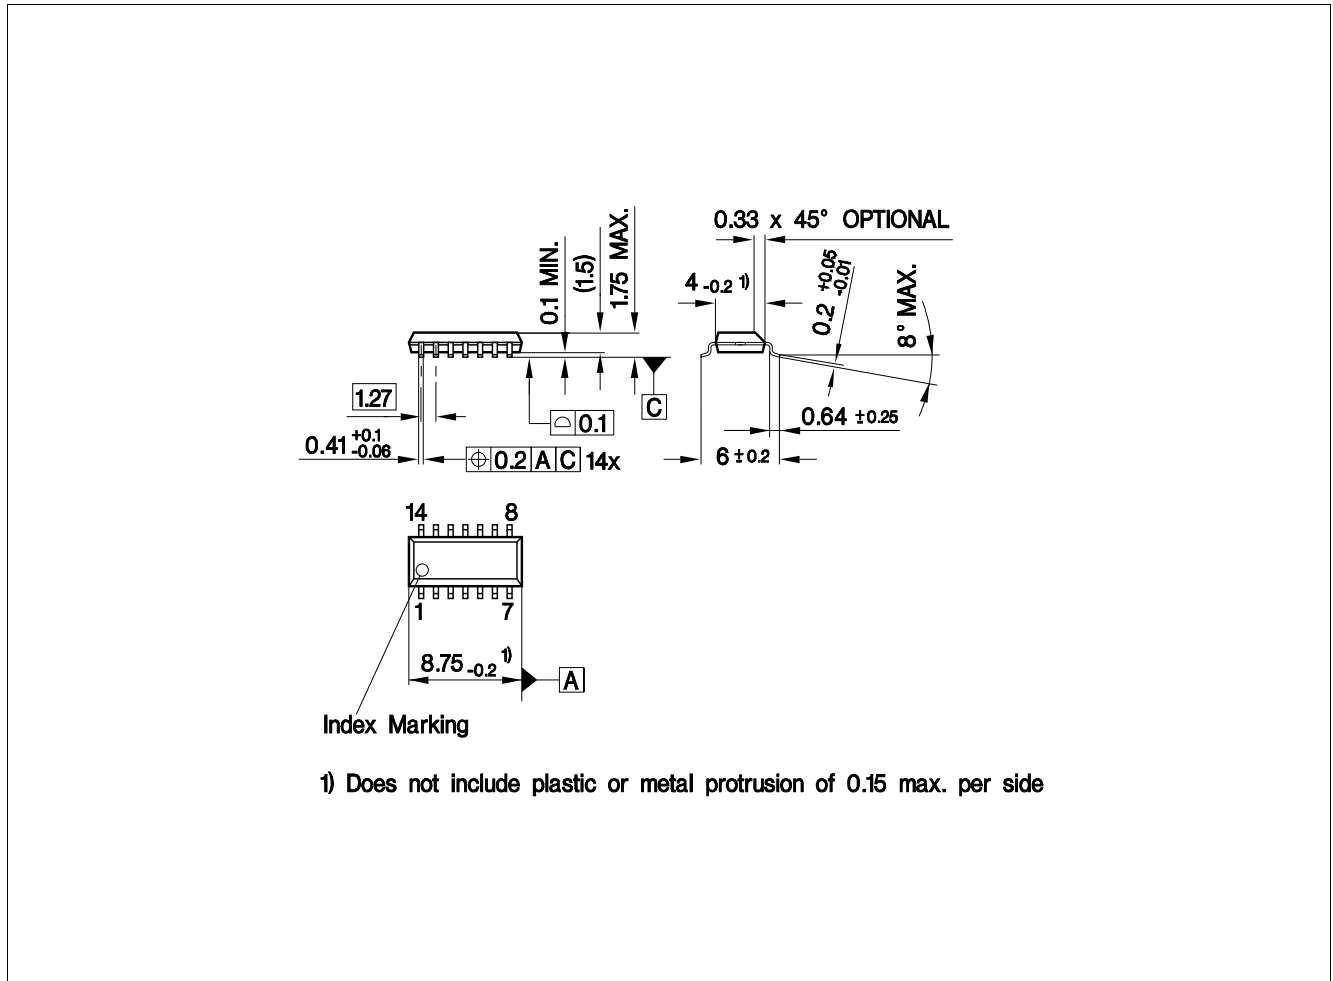 0.33 x 45° OPTIONAL
0.1 MIN.
(1.5)
1.75 MAX.
4 -0.2 1)
0.2 +0.05 -0.01
8° MAX.
1.27
C
0.1
0.64 ±0.25
0.41 +0.1 -0.06
0.2 A C 14x
6 ±0.2
14 8
1 7
8.75 -0.2 1)
A
Index Marking
1) Does not include plastic or metal protrusion of 0.15 max. per side